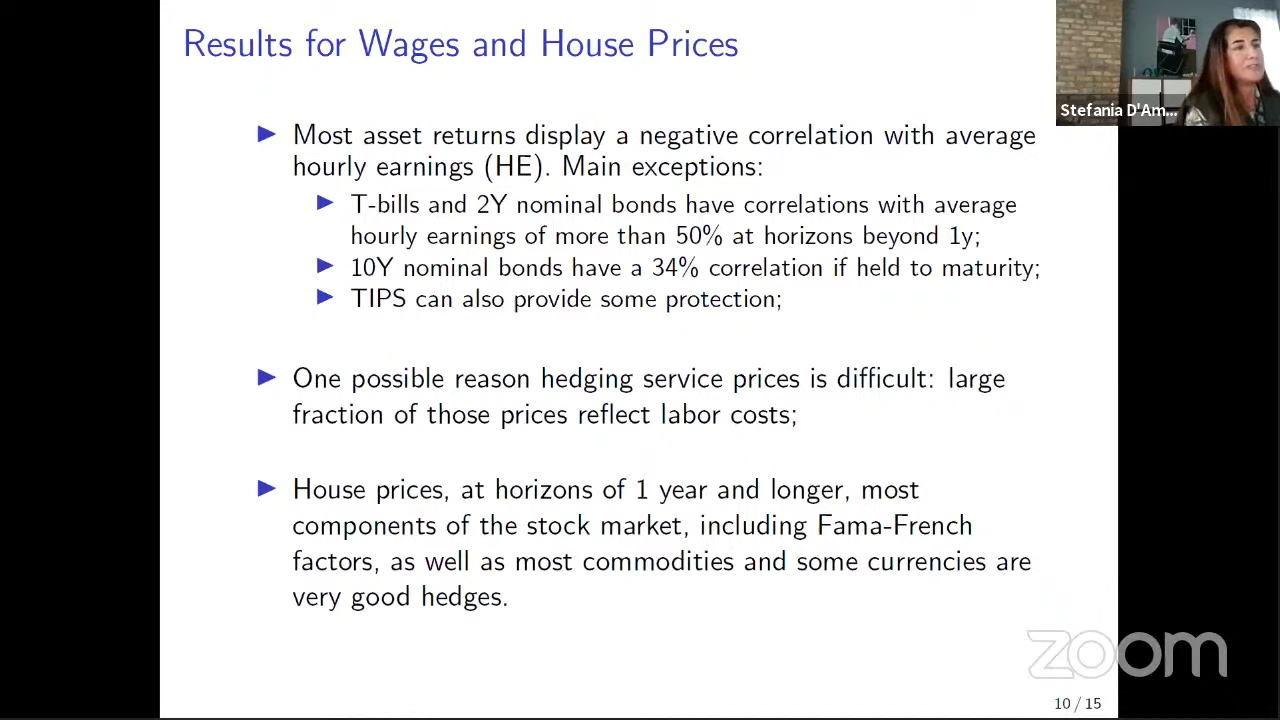 Results for Wages and House Prices
Stefania D'Am...
Most asset returns display a negative correlation with average
hourly earnings (HE). Main exceptions:
T-bills and 2Y nominal bonds have correlations with average
hourly earnings of more than 50% at horizons beyond 1y;
10Y nominal bonds have a 34% correlation if held to maturity;
TIPS can also provide some protection;
One possible reason hedging service prices is difficult: large
fraction of those prices reflect labor costs;
House prices, at horizons of 1 year and longer, most
components of the stock market, including Fama-French
factors, as well as most commodities and some currencies are
very good hedges.
zoom
10 / 15